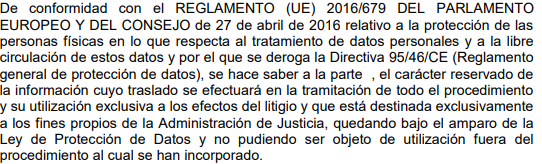 De conformidad con el REGLAMENTO (UE) 2016/679 DEL PARLAMENTO
EUROPEO Y DEL CONSEJO de 27 de abril de 2016 relativo a la protección de las
personas físicas en lo que respecta al tratamiento de datos personales y a la libre
circulación de estos datos y por el que se deroga la Directiva 95/46/CE (Reglamento
general de protección de datos), se hace saber a la parte , el carácter reservado de
la información cuyo traslado se efectuará en la tramitación de todo el procedimiento
y su utilización exclusiva a los efectos del litigio y que está destinada exclusivamente
a los fines propios de la Administración de Justicia, quedando bajo el amparo de la
Ley de Protección de Datos y no pudiendo ser objeto de utilización fuera del
procedimiento al cual se han incorporado.